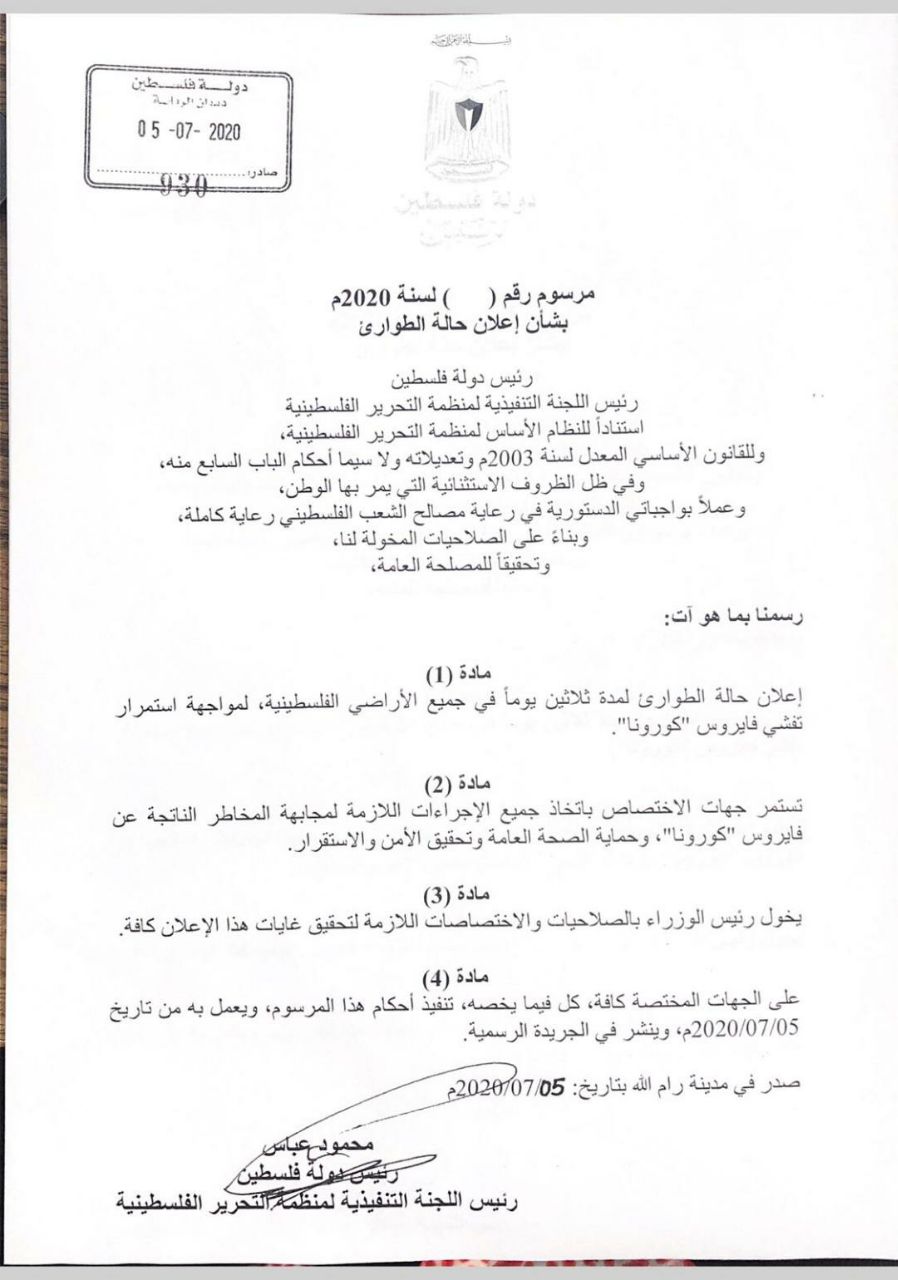 بسم الله الرحمن الرحيم
دولـــة فلســـطين
ديوان الرئاسة
05 -07- 2020
صادر:
930
دولة فلسطين
مرسوم رقم ( ) لسنة 2020م
بشأن إعلان حالة الطوارئ
رئيس دولة فلسطين
رئيس اللجنة التنفيذية لمنظمة التحرير الفلسطينية
استناداً للنظام الأساس لمنظمة التحرير الفلسطينية،
وللقانون الأساسي المعدل لسنة 2003م وتعديلاته ولا سيما أحكام الباب السابع منه،
وفي ظل الظروف الاستثنائية التي يمر بها الوطن،
وعملاً بواجباتي الدستورية في رعاية مصالح الشعب الفلسطيني رعاية كاملة،
وبناءً على الصلاحيات المخولة لنا،
وتحقيقاً للمصلحة العامة،
رسمنا بما هو آت:
مادة (1)
إعلان حالة الطوارئ لمدة ثلاثين يوماً في جميع الأراضي الفلسطينية، لمواجهة استمرار
تفشي فايروس "كورونا".
مادة (2)
تستمر جهات الاختصاص باتخاذ جميع الإجراءات اللازمة لمجابهة المخاطر الناتجة عن
فايروس "كورونا"، وحماية الصحة العامة وتحقيق الأمن والاستقرار.
مادة (3)
يخول رئيس الوزراء بالصلاحيات والاختصاصات اللازمة لتحقيق غايات هذا الإعلان كافة.
مادة (4)
على الجهات المختصة كافة، كل فيما يخصه، تنفيذ أحكام هذا المرسوم، ويعمل به من تاريخ
2020/07/05م، وينشر في الجريدة الرسمية.
صدر في مدينة رام الله بتاريخ: 2020/07/05م
محمود عباس
رئيس دولة فلسطين
رئيس اللجنة التنفيذية لمنظمة التحرير الفلسطينية